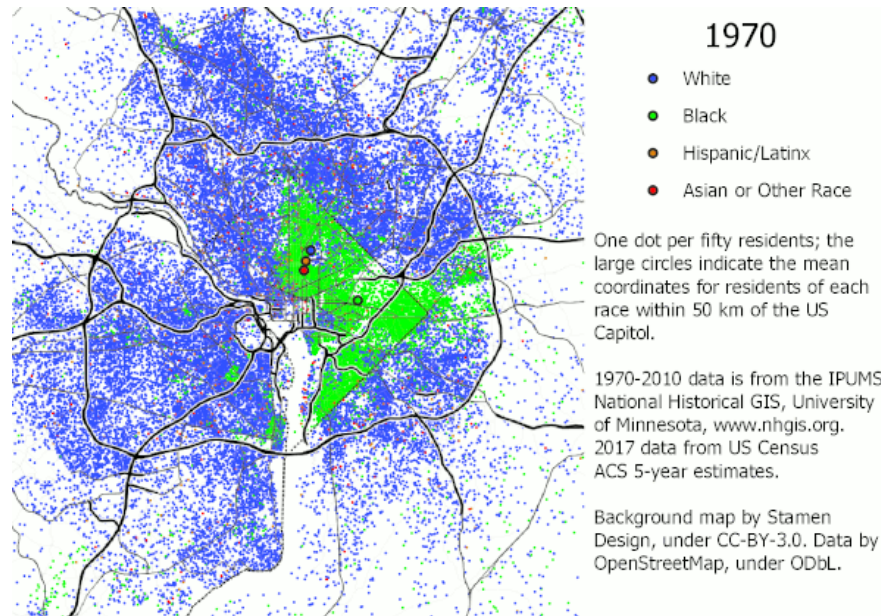 1970
White
Black
Hispanic/Latinx
Asian or Other Race
One dot per fifty residents; the
large circles indicate the mean
coordinates for residents of each
race within 50 km of the US
Capitol.
1970-2010 data is from the IPUMS
National Historical GIS, University
of Minnesota, www.nhgis.org.
2017 data from US Census
ACS 5-year estimates.
Background map by Stamen
Design, under CC-BY-3.0. Data by
OpenStreetMap, under ODbL.